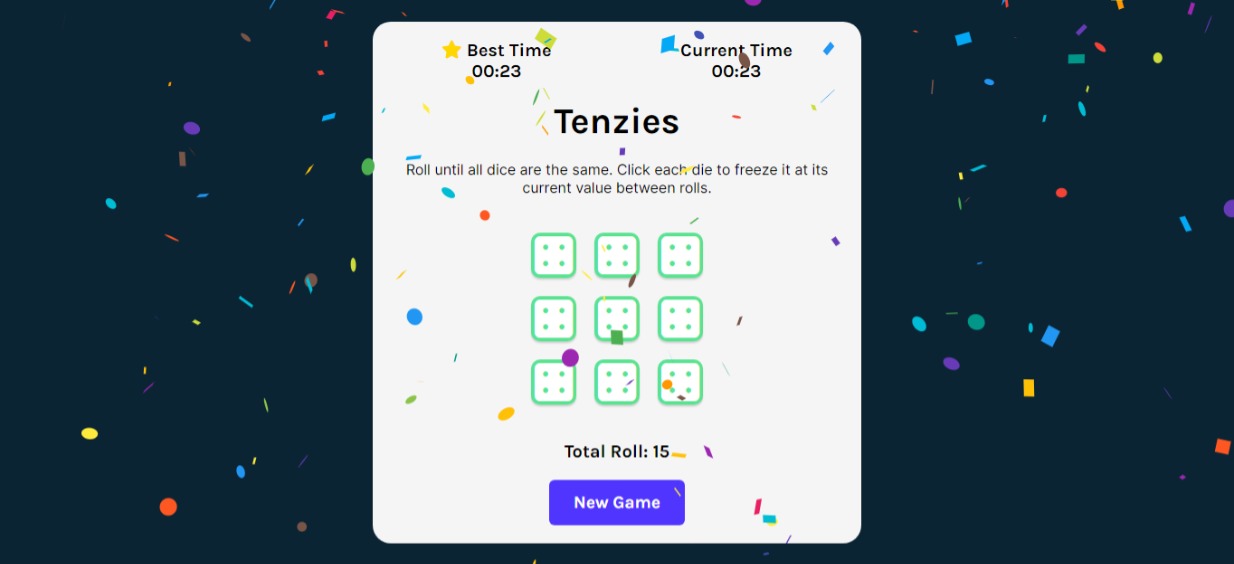 Best Time
00:23
Current Time
00:23
Tenzies
Roll until all dice are the same. Click each die to freeze it at its
current value between rolls.
Total Roll: 15
New Game